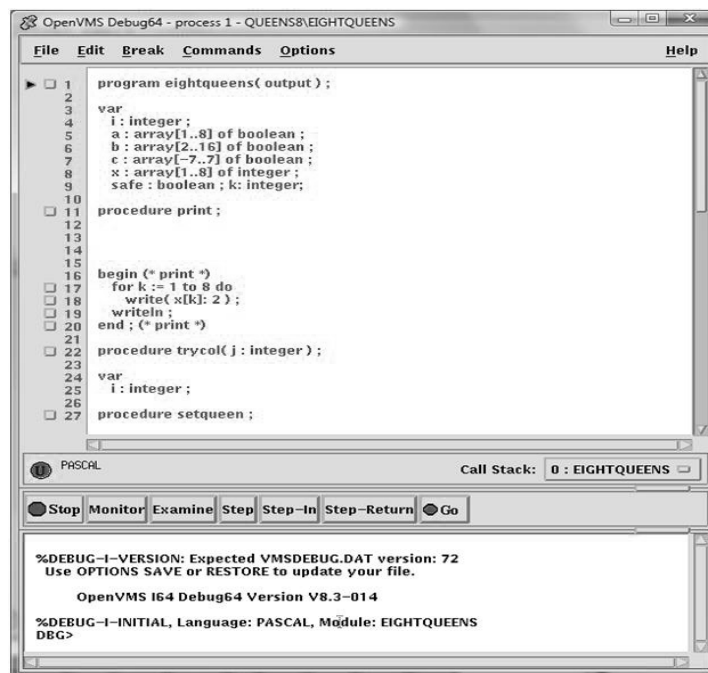 OpenVMS Debug64 - process 1 - QUEENS8\EIGHTQUEENS
File Edit Break Commands Options Help
1 program eightqueens( output ) ;
2
3 var
4 i : integer ;
5 a : array[1..8] of boolean ;
6 b : array[2..16] of boolean ;
7 c : array[-7..7] of boolean ;
8 x : array[1..8] of integer ;
9 safe : boolean ; k: integer;
10
11 procedure print ;
12
13
14
15
16 begin (* print *)
17 for k := 1 to 8 do
18 write( x[k]: 2 ) ;
19 writeln ;
20 end ; (* print *)
21
22 procedure trycol( j : integer ) ;
23
24 var
25 i : integer ;
26
27 procedure setqueen ;
U PASCAL Call Stack: 0 : EIGHTQUEENS
Stop Monitor Examine Step Step-In Step-Return Go
%DEBUG-I-VERSION: Expected VMSDEBUG.DAT version: 72
Use OPTIONS SAVE or RESTORE to update your file.
OpenVMS I64 Debug64 Version V8.3-014
%DEBUG-I-INITIAL, Language: PASCAL, Module: EIGHTQUEENS
DBG>